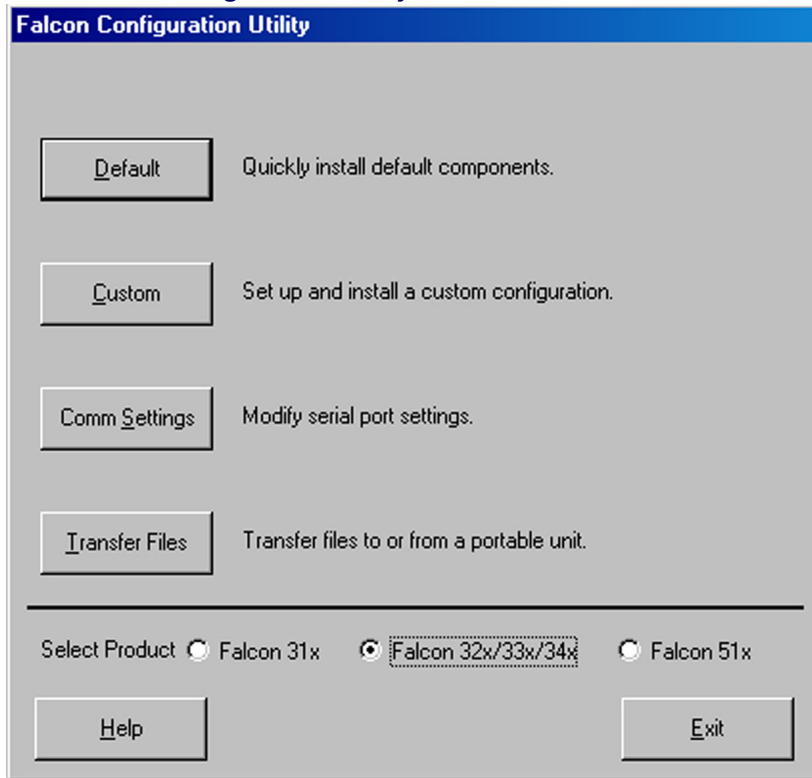 Falcon Configuration Utility
Default Quickly install default components.
Custom Set up and install a custom configuration.
Comm Settings Modify serial port settings.
Transfer Files Transfer files to or from a portable unit.
Select Product Falcon 31x Falcon 32x/33x/34x Falcon 51x
Help Exit